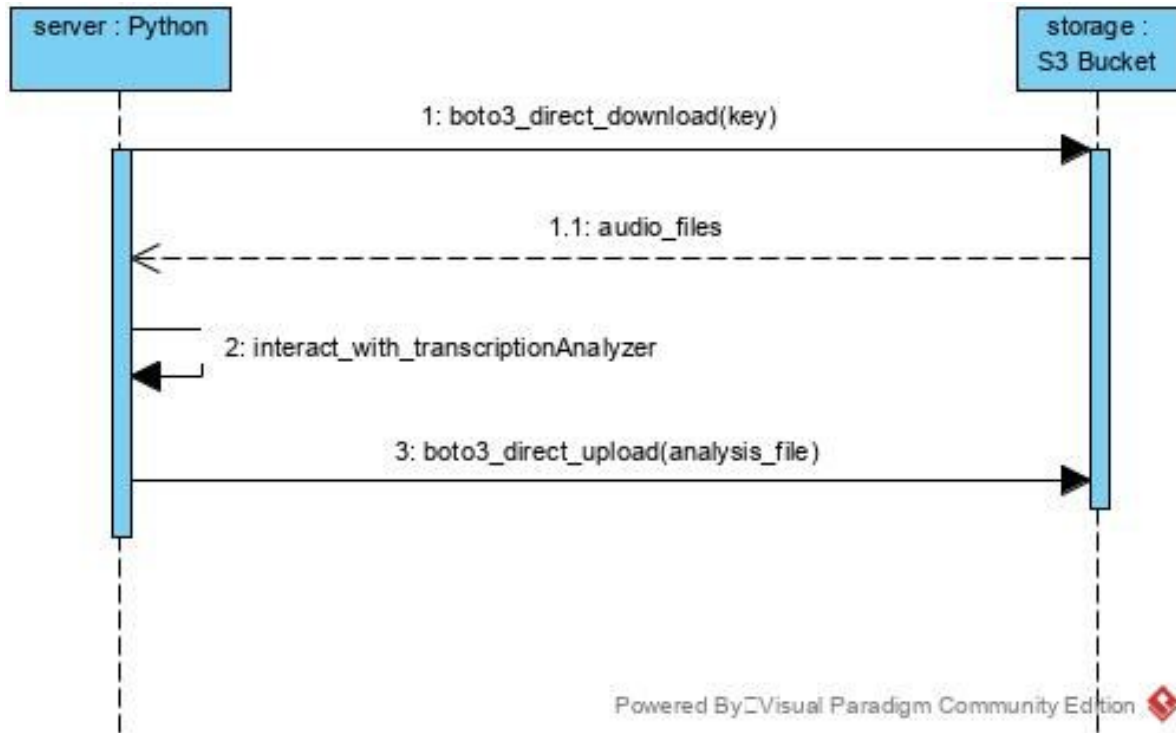 server : Python
storage :
S3 Bucket
1: boto3_direct_download(key)
1.1: audio_files
2: interact_with_transcriptionAnalyzer
3: boto3_direct_upload(analysis_file)
Powered By Visual Paradigm Community Edition